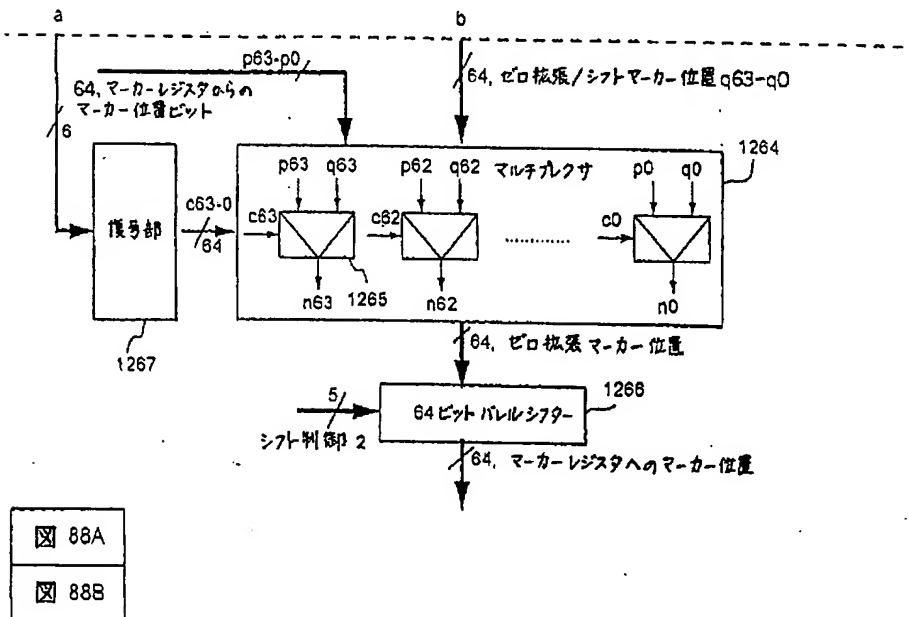 a
b
p63-p0
64, マーカーレジスタからの
マーカー位置ビット
6
64, ゼロ拡張/シフトマーカー位置 q63-q0
1264
p63 q63 p62 q62 マルチプレクサ p0 q0
復号部
c63-0
64
c63
c62
............
c0
n63
1265
n62
n0
1267
64, ゼロ拡張マーカー位置
5
シフト制御 2
64ビットバレルシフター
1266
64, マーカーレジスタへのマーカー位置
図 88A
図 88B